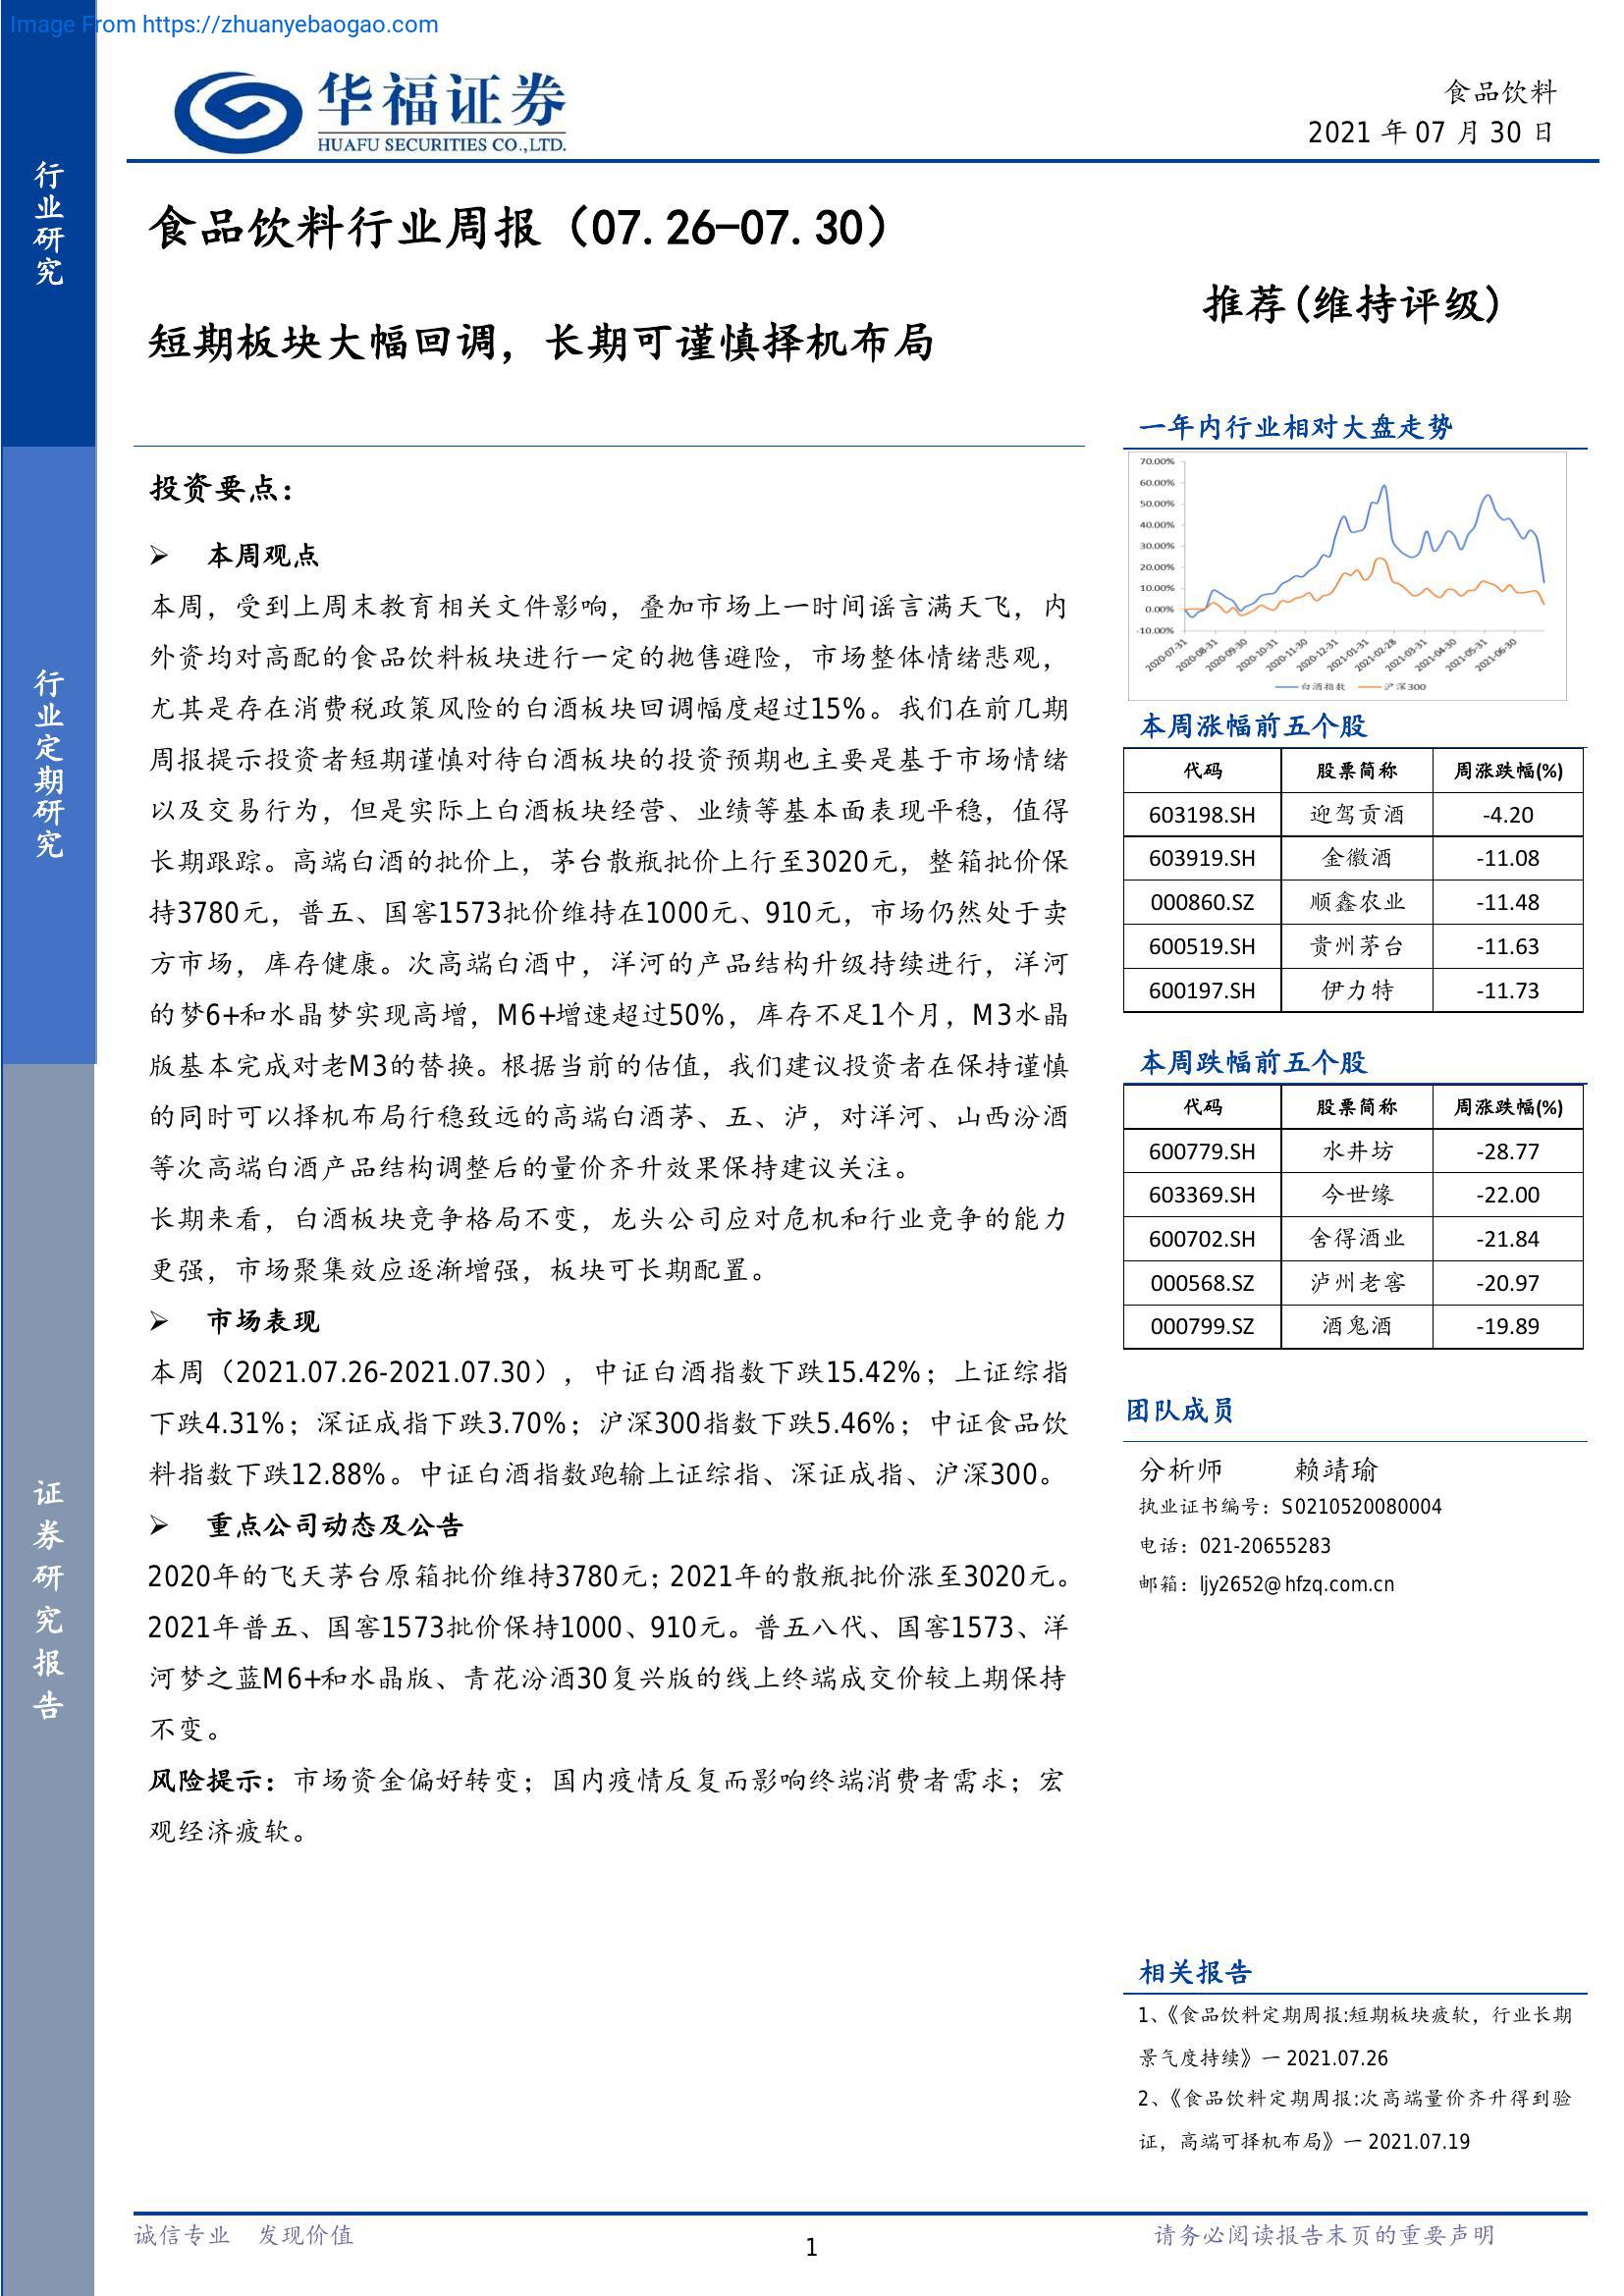 Image From https://zhuanyebaogao.com
华福证券
HUAFU SECURITIES CO.,LTD.
食品饮料
2021 年 07 月 30 日
行业研究
行业定期研究
证券研究报告
食品饮料行业周报（07.26-07.30）
短期板块大幅回调，长期可谨慎择机布局
推荐(维持评级)
投资要点：
➢ 本周观点
本周，受到上周末教育相关文件影响，叠加市场上一时间谣言满天飞，内
外资均对高配的食品饮料板块进行一定的抛售避险，市场整体情绪悲观，
尤其是存在消费税政策风险的白酒板块回调幅度超过15%。我们在前几期
周报提示投资者短期谨慎对待白酒板块的投资预期也主要是基于市场情绪
以及交易行为，但是实际上白酒板块经营、业绩等基本面表现平稳，值得
长期跟踪。高端白酒的批价上，茅台散瓶批价上行至3020元，整箱批价保
持3780元，普五、国窖1573批价维持在1000元、910元，市场仍然处于卖
方市场，库存健康。次高端白酒中，洋河的产品结构升级持续进行，洋河
的梦6+和水晶梦实现高增，M6+增速超过50%，库存不足1个月，M3水晶
版基本完成对老M3的替换。根据当前的估值，我们建议投资者在保持谨慎
的同时可以择机布局行稳致远的高端白酒茅、五、泸，对洋河、山西汾酒
等次高端白酒产品结构调整后的量价齐升效果保持建议关注。
长期来看，白酒板块竞争格局不变，龙头公司应对危机和行业竞争的能力
更强，市场聚集效应逐渐增强，板块可长期配置。
➢ 市场表现
本周（2021.07.26-2021.07.30），中证白酒指数下跌15.42%；上证综指
下跌4.31%；深证成指下跌3.70%；沪深300指数下跌5.46%；中证食品饮
料指数下跌12.88%。中证白酒指数跑输上证综指、深证成指、沪深300。
➢ 重点公司动态及公告
2020年的飞天茅台原箱批价维持3780元；2021年的散瓶批价涨至3020元。
2021年普五、国窖1573批价保持1000、910元。普五八代、国窖1573、洋
河梦之蓝M6+和水晶版、青花汾酒30复兴版的线上终端成交价较上期保持
不变。
风险提示：市场资金偏好转变；国内疫情反复而影响终端消费者需求；宏
观经济疲软。
一年内行业相对大盘走势
70.00%
60.00%
50.00%
40.00%
30.00%
20.00%
10.00%
0.00%
-10.00%
2020-07-31 2020-08-31 2020-09-30 2020-10-31 2020-11-30 2020-12-31 2021-01-31 2021-02-28 2021-03-31 2021-04-30 2021-05-31 2021-06-30
白酒指数 沪深300
本周涨幅前五个股
代码 股票简称 周涨跌幅(%)
603198.SH 迎驾贡酒 -4.20
603919.SH 金徽酒 -11.08
000860.SZ 顺鑫农业 -11.48
600519.SH 贵州茅台 -11.63
600197.SH 伊力特 -11.73
本周跌幅前五个股
代码 股票简称 周涨跌幅(%)
600779.SH 水井坊 -28.77
603369.SH 今世缘 -22.00
600702.SH 舍得酒业 -21.84
000568.SZ 泸州老窖 -20.97
000799.SZ 酒鬼酒 -19.89
团队成员
分析师 赖靖瑜
执业证书编号：S0210520080004
电话：021-20655283
邮箱：ljy2652@hfzq.com.cn
相关报告
1、《食品饮料定期周报:短期板块疲软，行业长期
景气度持续》一 2021.07.26
2、《食品饮料定期周报:次高端量价齐升得到验
证，高端可择机布局》一 2021.07.19
诚信专业 发现价值
1
请务必阅读报告末页的重要声明